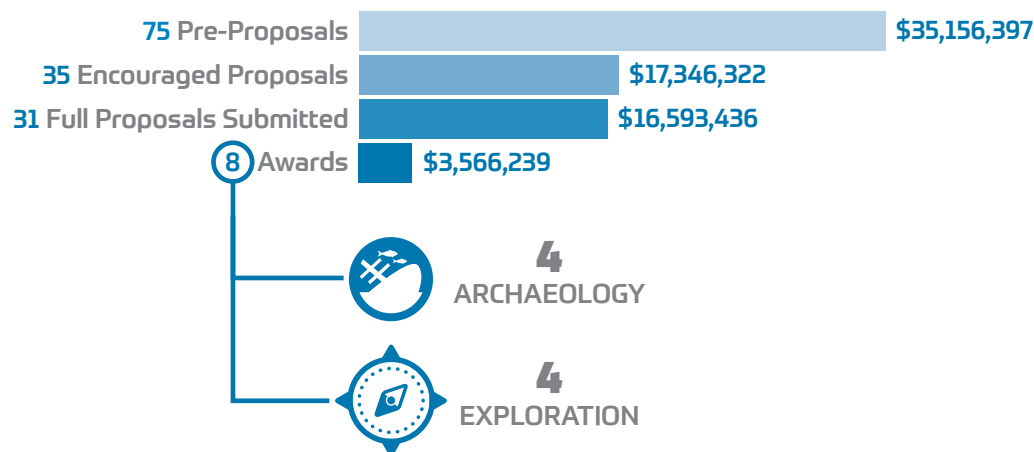 75 Pre-Proposals $35,156,397
35 Encouraged Proposals $17,346,322
31 Full Proposals Submitted $16,593,436
8 Awards $3,566,239
4
ARCHAEOLOGY
4
EXPLORATION